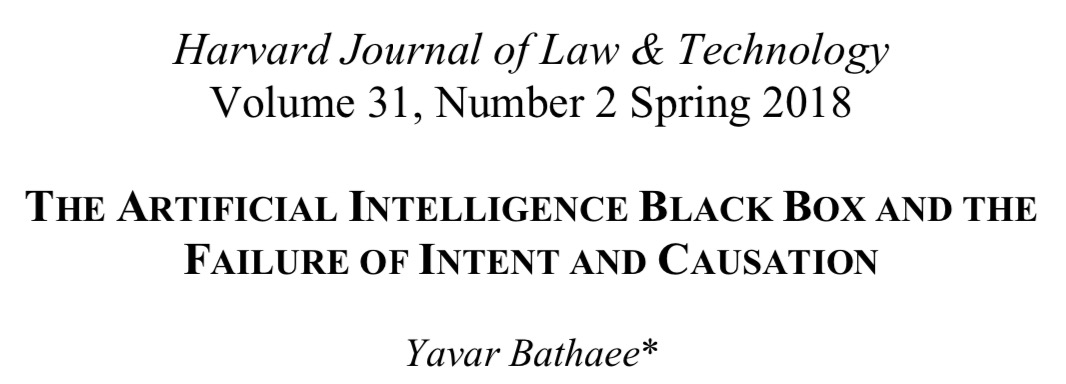 Harvard Journal of Law & Technology
Volume 31, Number 2 Spring 2018
THE ARTIFICIAL INTELLIGENCE BLACK BOX AND THE
FAILURE OF INTENT AND CAUSATION
Yavar Bathaee*